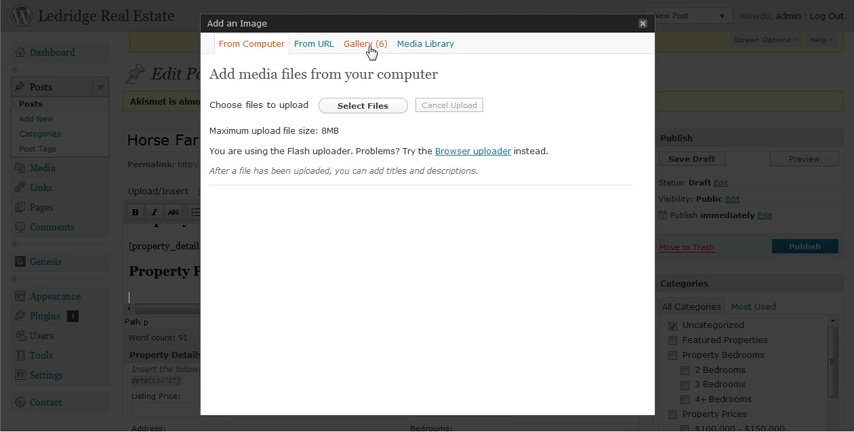 Ledridge Real Estate
New Post
Howdy, admin | Log Out
Screen Options
Help
Add an Image
From Computer
From URL
Gallery (6)
Media Library
Add media files from your computer
Choose files to upload
Select Files
Cancel Upload
Maximum upload file size: 8MB
You are using the Flash uploader. Problems? Try the Browser uploader instead.
After a file has been uploaded, you can add titles and descriptions.
Dashboard
Posts
Posts
Add New
Categories
Post Tags
Media
Links
Pages
Comments
Genesis
Appearance
Plugins 1
Users
Tools
Settings
Contact
Edit
Akismet is almo
Horse Far
Permalink: http:/
Upload/Insert
B I ABC
[property_detail
Property P
Path: p
Word count: 91
Property Details
Insert the follow
details="1"]
Listing Price:
Address:
Bedrooms:
Publish
Save Draft
Preview
Status: Draft Edit
Visibility: Public Edit
Publish immediately Edit
Move to Trash
Publish
Categories
All Categories
Most Used
Uncategorized
Featured Properties
Property Bedrooms
2 Bedrooms
3 Bedrooms
4+ Bedrooms
Property Prices
$100,000 - $150,000